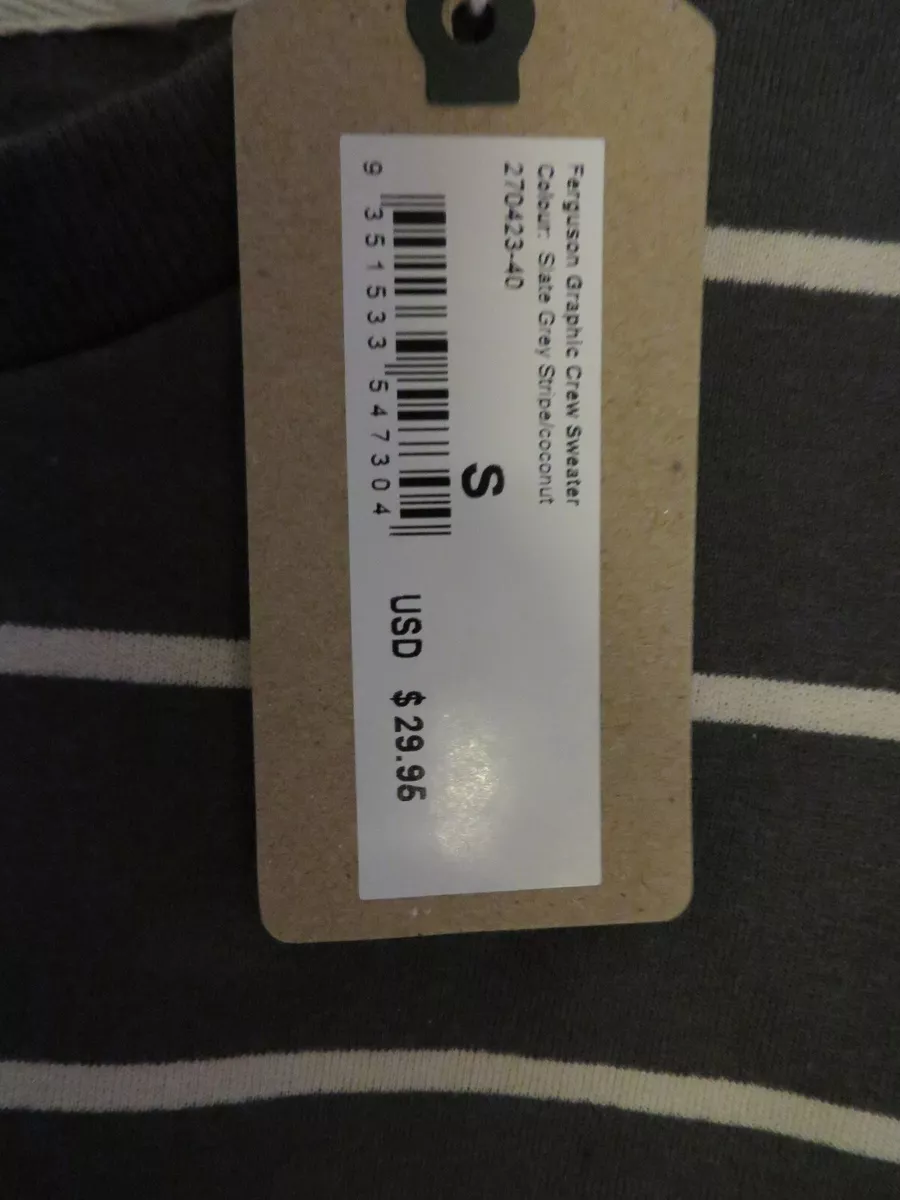 Ferguson Graphic Crew Sweater
Colour: Slate Grey Stripe/coconut
270423-40
S
9 351533 547304
USD $29.95